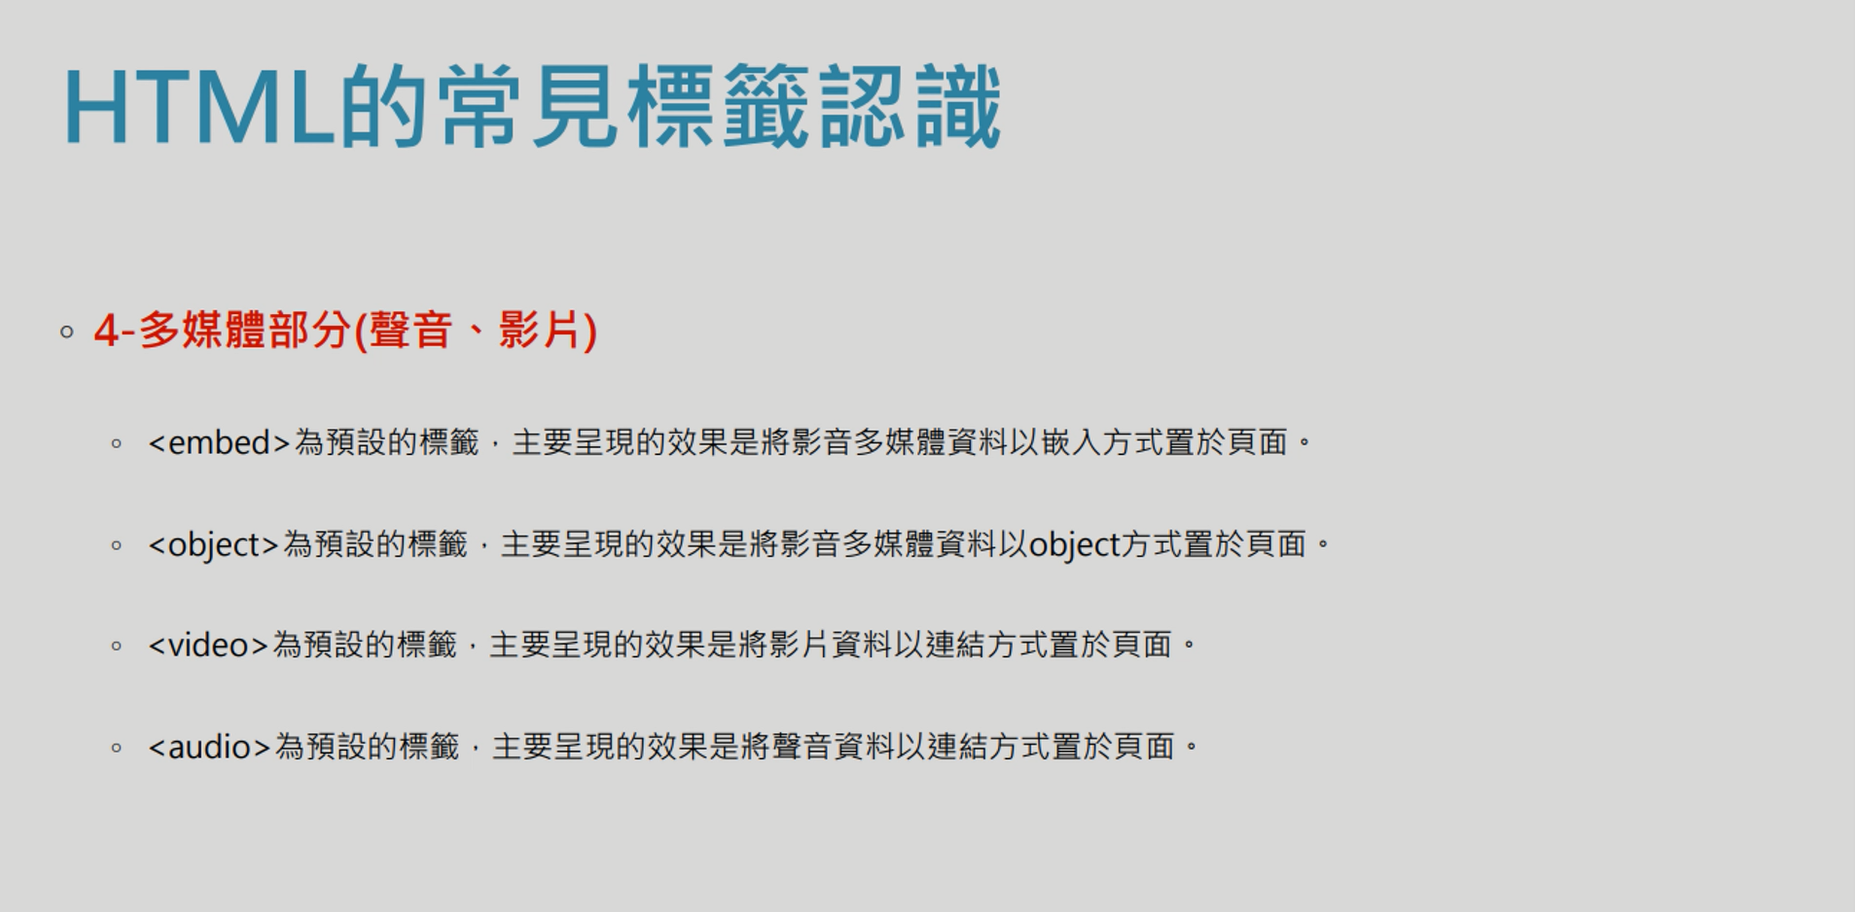 HTML的常見標籤認識
4-多媒體部分(聲音、影片)
<embed>為預設的標籤，主要呈現的效果是將影音多媒體資料以嵌入方式置於頁面。
<object>為預設的標籤，主要呈現的效果是將影音多媒體資料以object方式置於頁面。
<video>為預設的標籤，主要呈現的效果是將影片資料以連結方式置於頁面。
<audio>為預設的標籤，主要呈現的效果是將聲音資料以連結方式置於頁面。